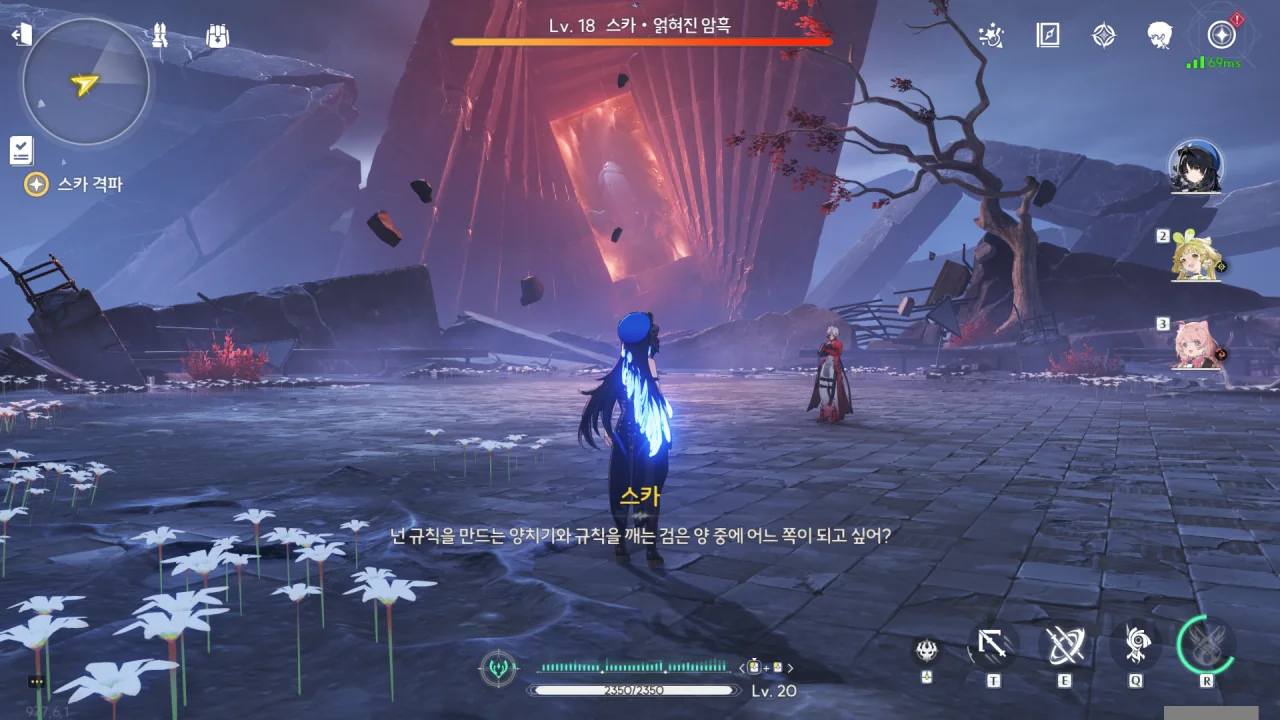 Lv. 18 스카 • 얽혀진 암흑
69ms
스카 격파
2
3
스카
넌 규칙을 만드는 양치기와 규칙을 깨는 검은 양 중에 어느 쪽이 되고 싶어?
2350/2350
Lv. 20
T
E
Q
R